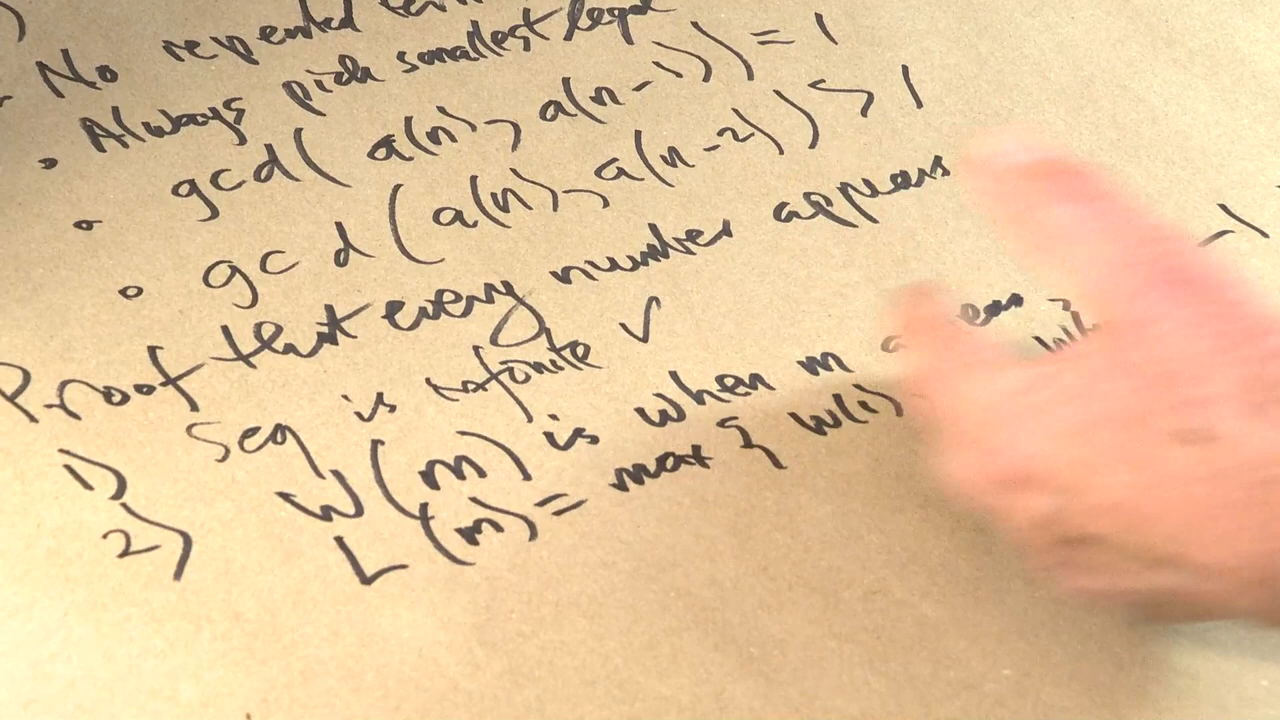 No repeated
Always pick smallest legal
gcd( a(n), a(n-1)) = 1
gcd (a(n), a(n-2)) > 1
Proof that every number appears
1) Seq is infinite ✓
2) W(m) is when m
L(m) = max { W(1)